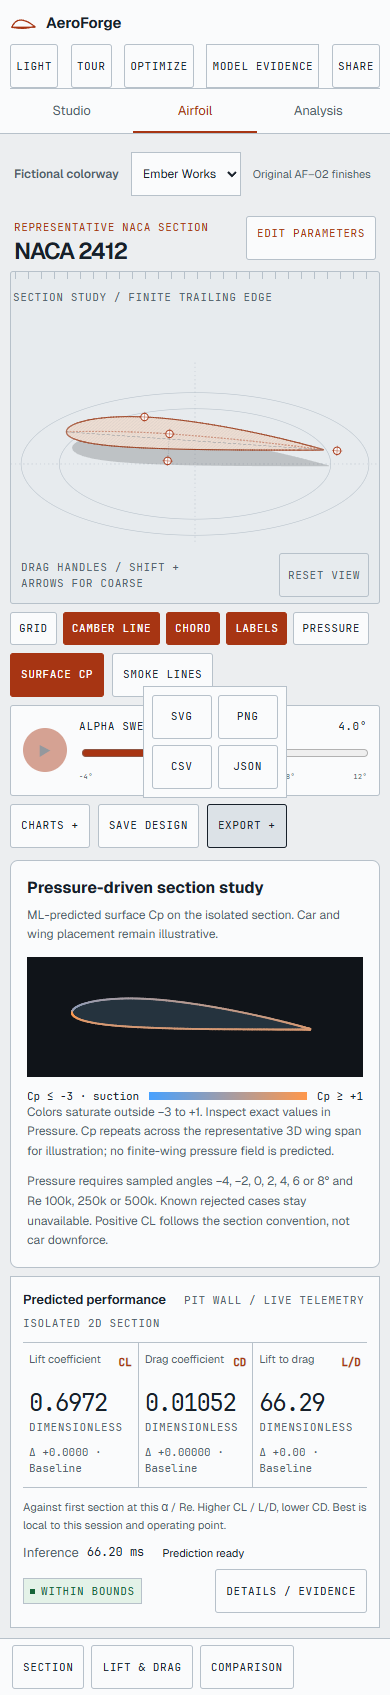 AeroForge
LIGHT TOUR OPTIMIZE MODEL EVIDENCE SHARE
Studio Airfoil Analysis
Fictional colorway Ember Works Original AF–02 finishes
REPRESENTATIVE NACA SECTION
NACA 2412
EDIT PARAMETERS
SECTION STUDY / FINITE TRAILING EDGE
DRAG HANDLES / SHIFT +
ARROWS FOR COARSE
RESET VIEW
GRID CAMBER LINE CHORD LABELS PRESSURE
SURFACE CP SMOKE LINES
SVG PNG
CSV JSON
ALPHA SWE 4.0°
-4° 8° 12°
CHARTS + SAVE DESIGN EXPORT +
Pressure-driven section study
ML-predicted surface Cp on the isolated section. Car and
wing placement remain illustrative.
Cp ≤ -3 · suction Cp ≥ +1
Colors saturate outside −3 to +1. Inspect exact values in
Pressure. Cp repeats across the representative 3D wing span
for illustration; no finite-wing pressure field is predicted.
Pressure requires sampled angles −4, −2, 0, 2, 4, 6 or 8° and
Re 100k, 250k or 500k. Known rejected cases stay
unavailable. Positive CL follows the section convention, not
car downforce.
Predicted performance PIT WALL / LIVE TELEMETRY
ISOLATED 2D SECTION
Lift coefficient CL Drag coefficient CD Lift to drag L/D
0.6972 0.01052 66.29
DIMENSIONLESS DIMENSIONLESS DIMENSIONLESS
Δ +0.0000 · Δ +0.00000 · Δ +0.00 ·
Baseline Baseline Baseline
Against first section at this α / Re. Higher CL / L/D, lower CD. Best is
local to this session and operating point.
Inference 66.20 ms Prediction ready
WITHIN BOUNDS DETAILS / EVIDENCE
SECTION LIFT & DRAG COMPARISON